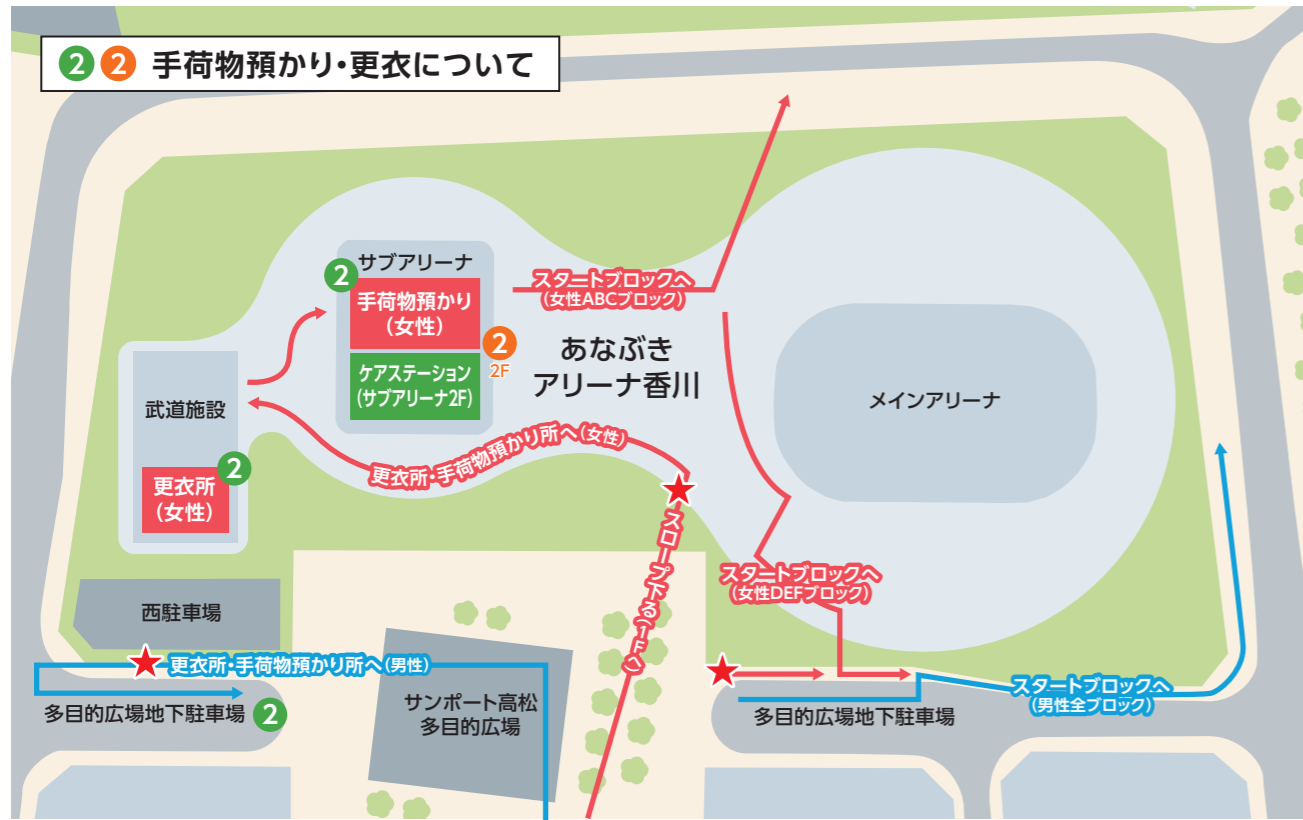 2 2 手荷物預かり・更衣について
サブアリーナ
2
手荷物預かり
(女性)
2
2F
ケアステーション
(サブアリーナ2F)
スタートブロックへ
(女性ABCブロック)
あなぶき
アリーナ香川
メインアリーナ
武道施設
2
更衣所
(女性)
更衣所・手荷物預かり所へ(女性)
スロープ下る(1Fへ)
スタートブロックへ
(女性DEFブロック)
西駐車場
更衣所・手荷物預かり所へ(男性)
多目的広場地下駐車場 2
サンポート高松
多目的広場
多目的広場地下駐車場
スタートブロックへ
(男性全ブロック)